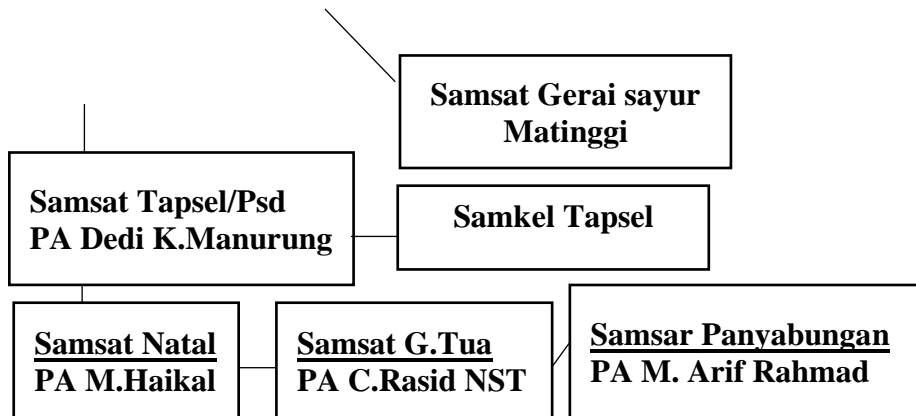 Samsat Gerai sayur
Matinggi
Samsat Tapsel/Psd
PA Dedi K.Manurung
Samkel Tapsel
Samsat Natal
PA M.Haikal
Samsat G.Tua
PA C.Rasid NST
Samsar Panyabungan
PA M. Arif Rahmad